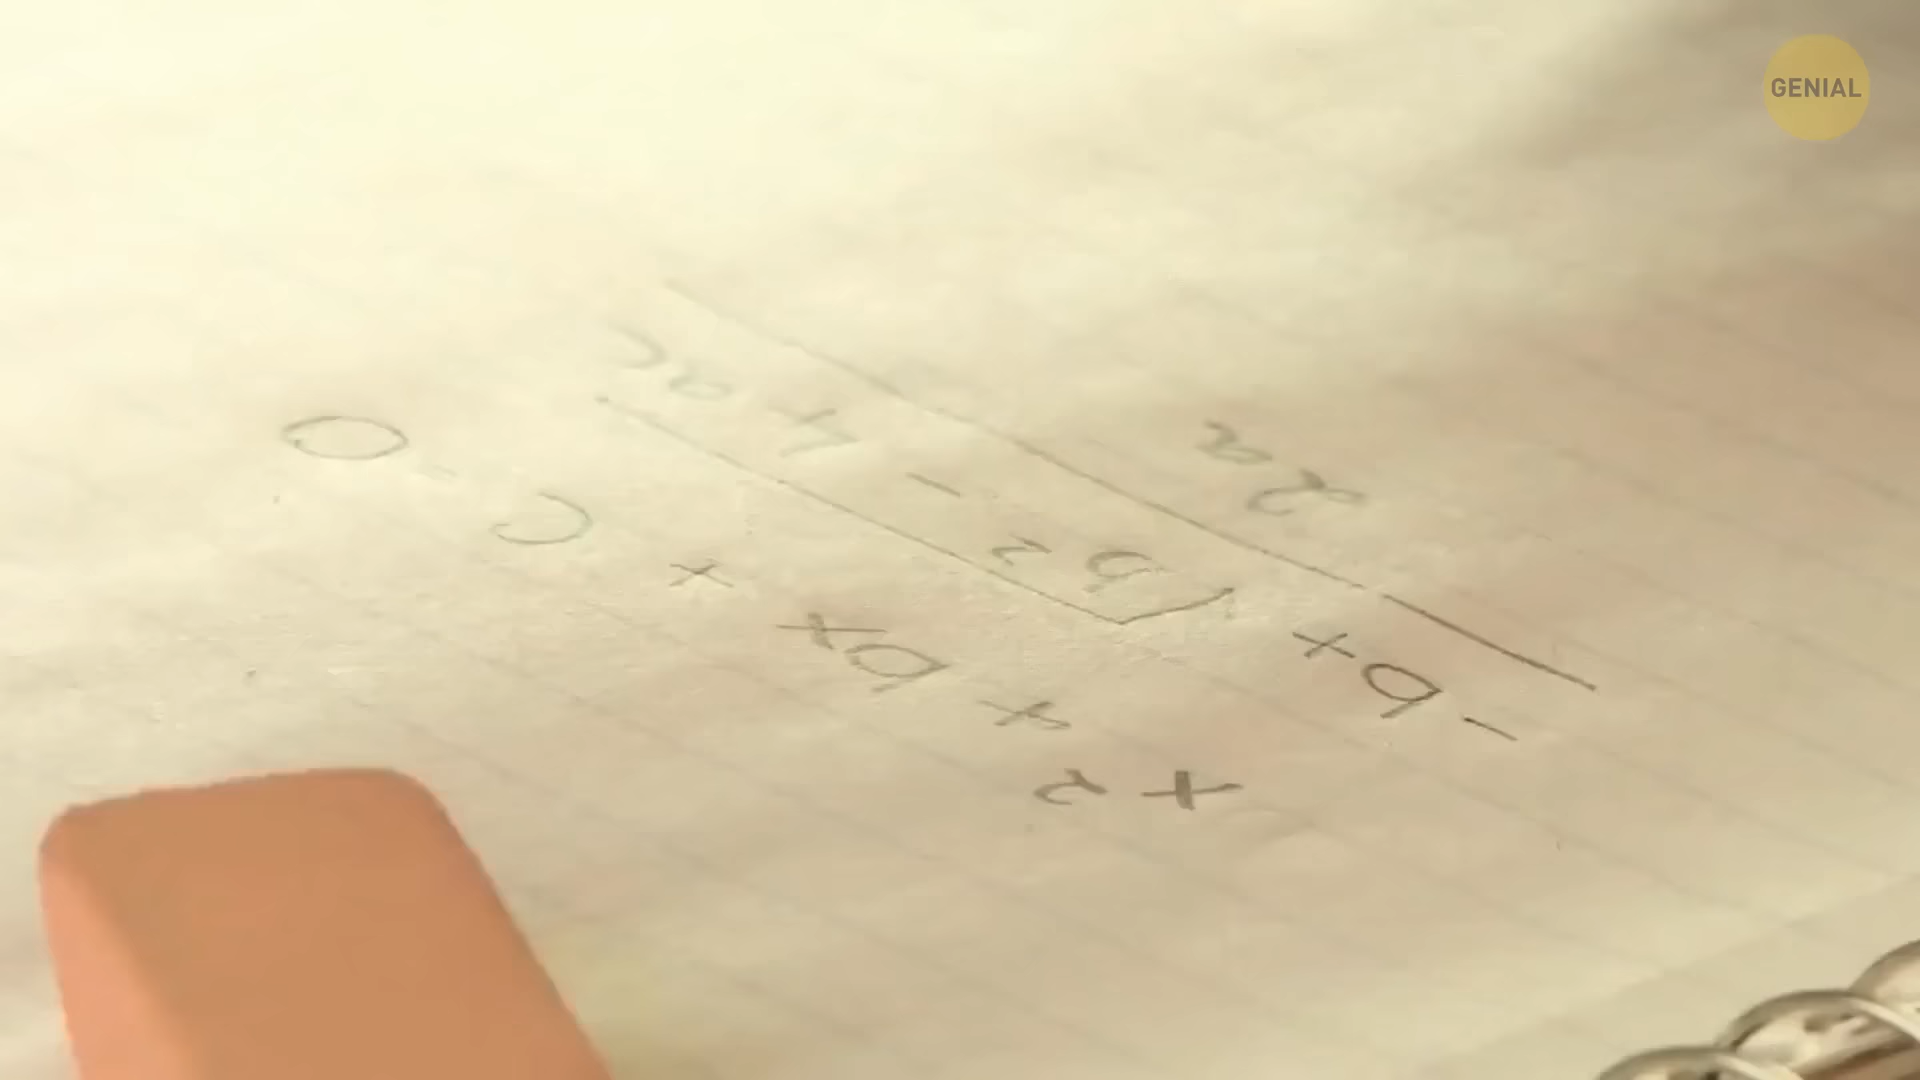 GENIAL
x² + bx + c = 0
-b + √b² - 4ac
2a